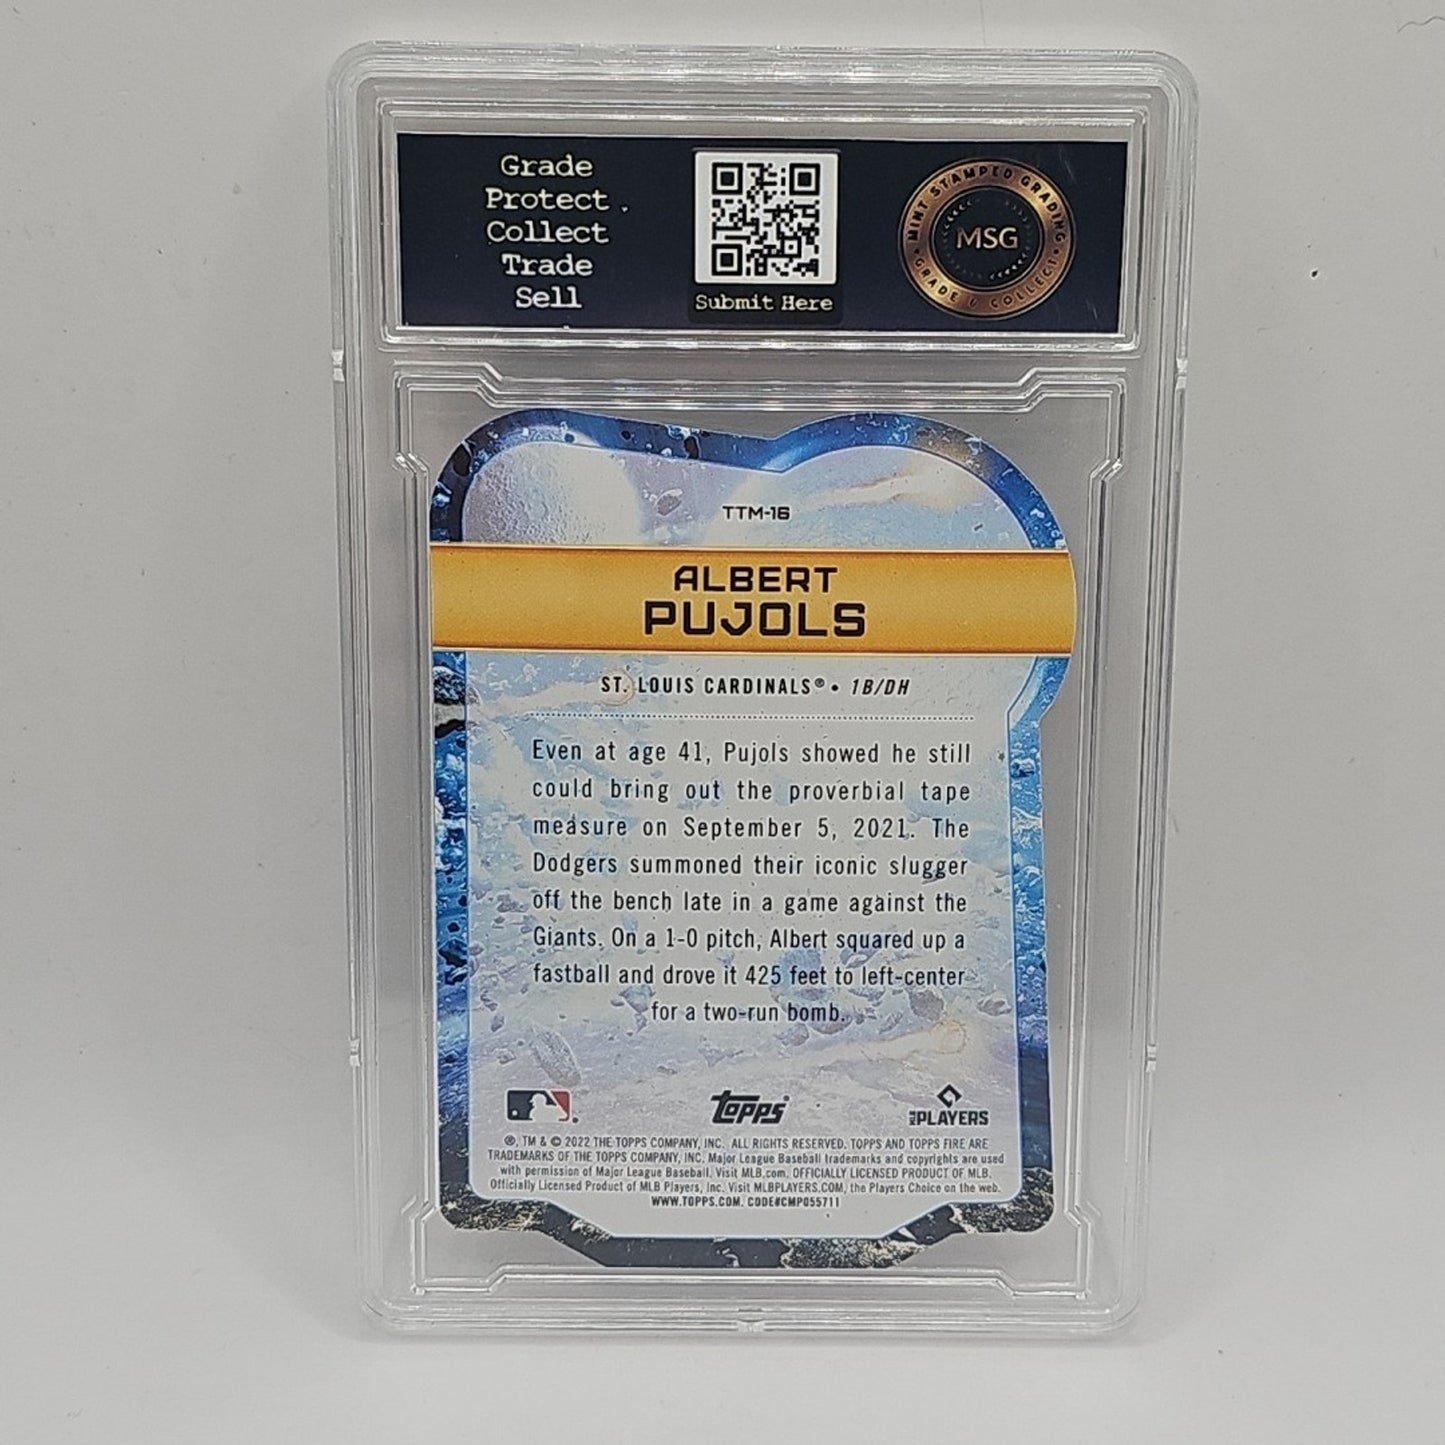 Grade
Protect
Collect
Trade
Sell
Submit Here
MINT STAMPED GRADING
MSG
GRADE & COLLECT
TTM-16
ALBERT
PUJOLS
ST. LOUIS CARDINALS® • 1B/DH
Even at age 41, Pujols showed he still
could bring out the proverbial tape
measure on September 5, 2021. The
Dodgers summoned their iconic slugger
off the bench late in a game against the
Giants. On a 1-0 pitch, Albert squared up a
fastball and drove it 425 feet to left-center
for a two-run bomb.
topps
MLB PLAYERS
®, TM & © 2022 THE TOPPS COMPANY, INC. ALL RIGHTS RESERVED. TOPPS AND TOPPS FIRE ARE
TRADEMARKS OF THE TOPPS COMPANY, INC. Major League Baseball trademarks and copyrights are used
with permission of Major League Baseball. Visit MLB.com. OFFICIALLY LICENSED PRODUCT OF MLB.
Officially Licensed Product of MLB Players, Inc. Visit MLBPLAYERS.COM, the Players Choice on the web.
WWW.TOPPS.COM. CODE#CMP055711